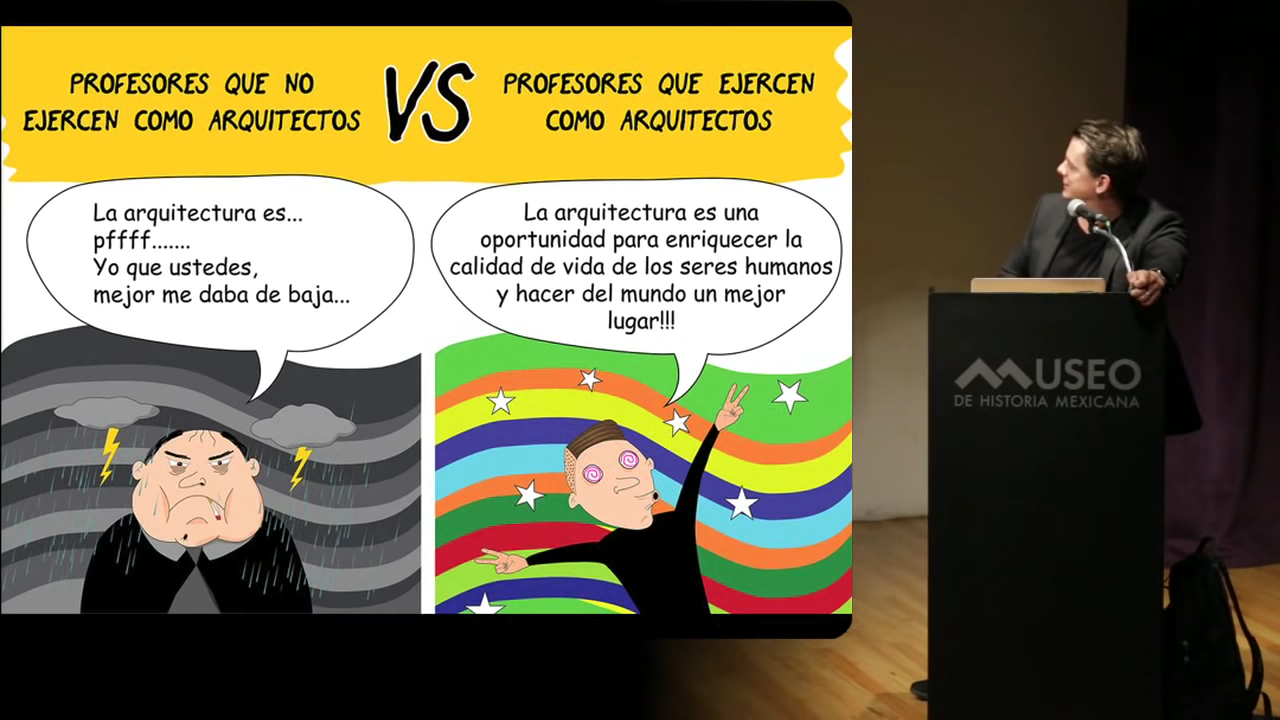 PROFESORES QUE NO
EJERCEN COMO ARQUITECTOS
VS
PROFESORES QUE EJERCEN
COMO ARQUITECTOS
La arquitectura es...
pffff.......
Yo que ustedes,
mejor me daba de baja...
La arquitectura es una
oportunidad para enriquecer la
calidad de vida de los seres humanos
y hacer del mundo un mejor
lugar!!!
MUSEO
DE HISTORIA MEXICANA